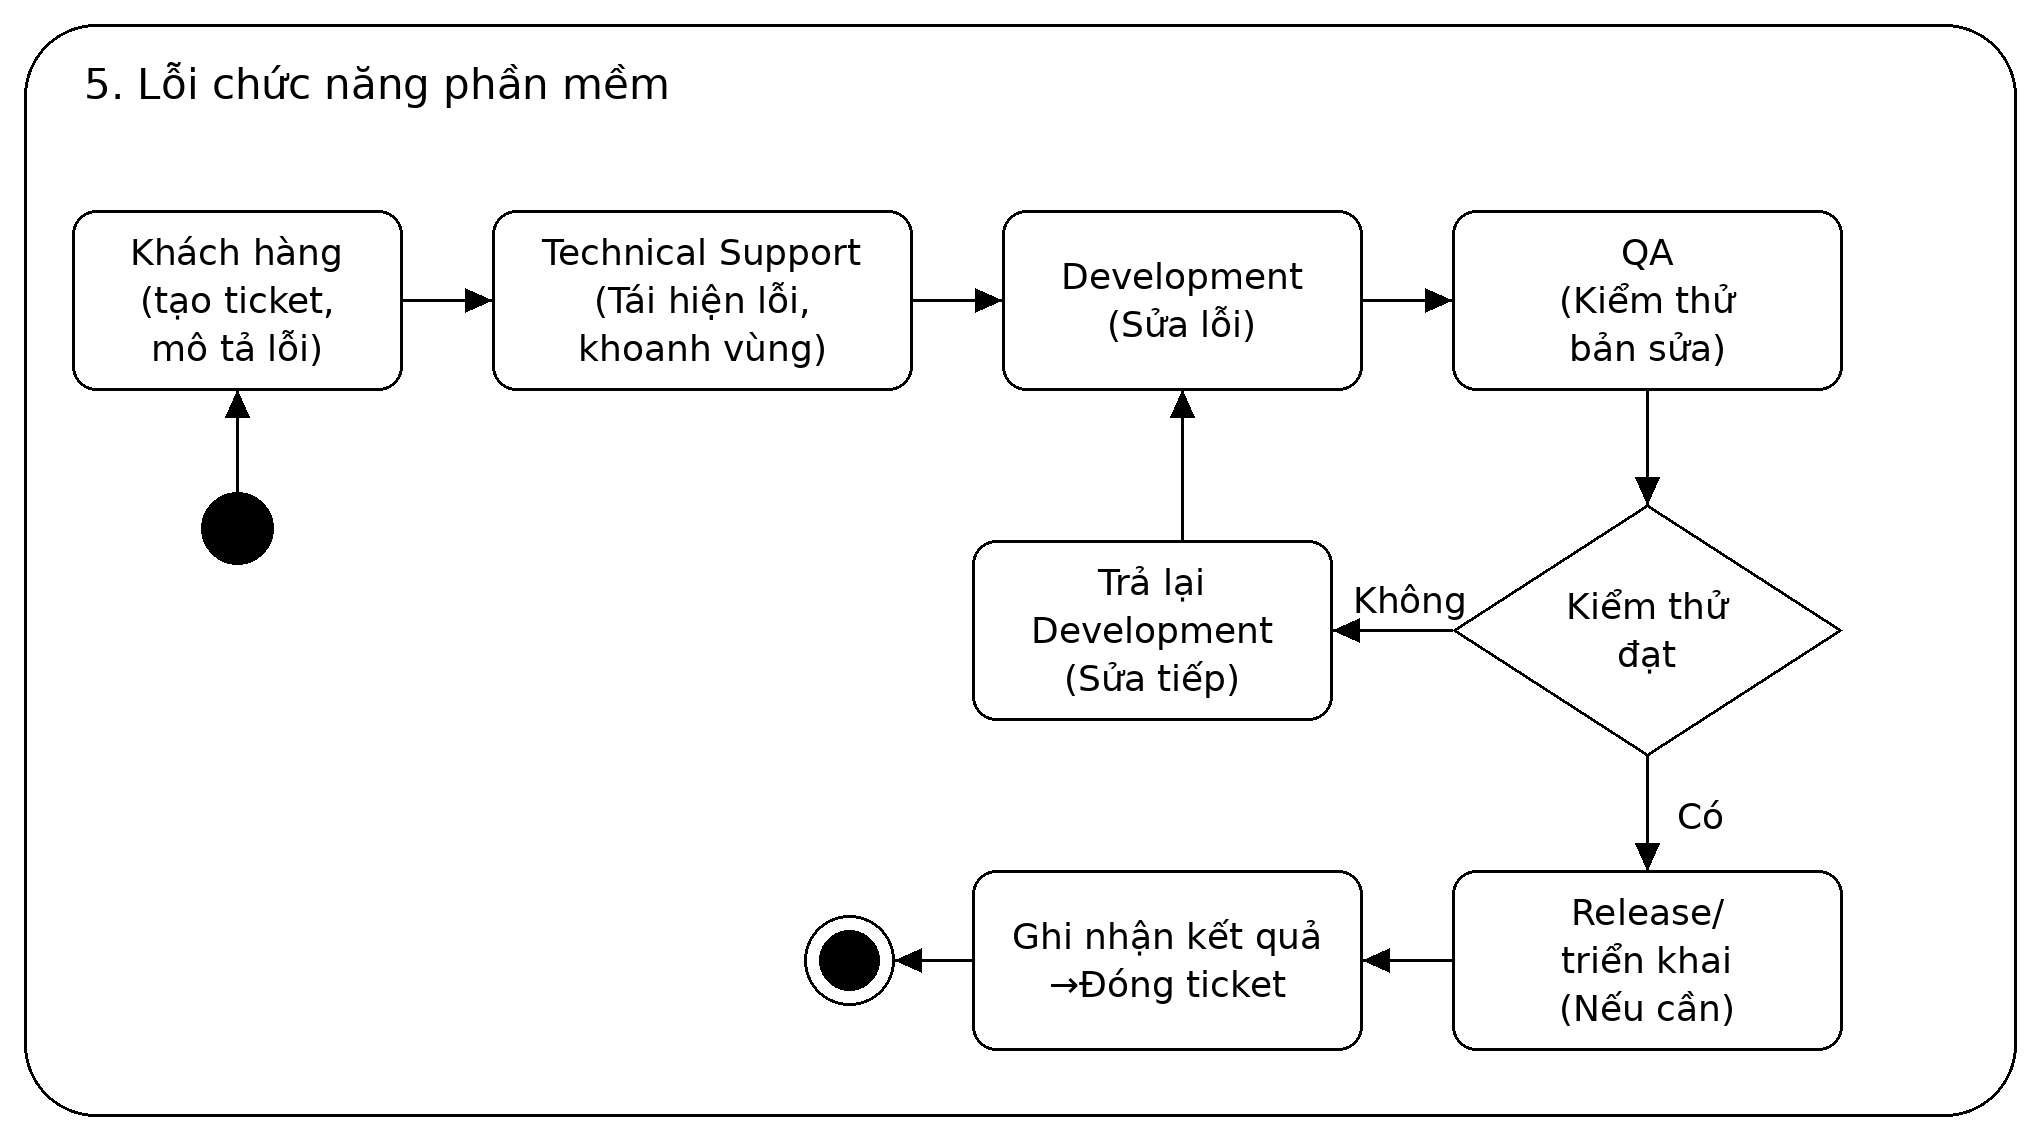 5. Lỗi chức năng phần mềm
Khách hàng
(tạo ticket,
mô tả lỗi)
Technical Support
(Tái hiện lỗi,
khoanh vùng)
Development
(Sửa lỗi)
QA
(Kiểm thử
bản sửa)
Trả lại
Development
(Sửa tiếp)
Không
Kiểm thử
đạt
Có
Ghi nhận kết quả
→Đóng ticket
Release/
triển khai
(Nếu cần)